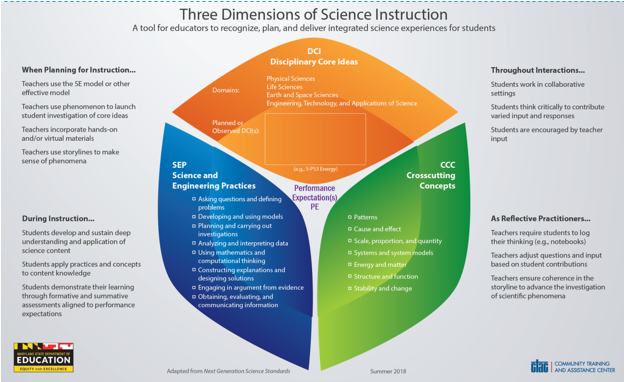 Three Dimensions of Science Instruction
A tool for educators to recognize, plan, and deliver integrated science experiences for students
When Planning for Instruction...
Teachers use the 5E model or other
effective model
Teachers use phenomenon to launch
student investigation of core ideas
Teachers incorporate hands-on
and/or virtual materials
Teachers use storylines to make
sense of phenomena
During Instruction...
Students develop and sustain deep
understanding and application of
science content
Students apply practices and concepts
to content knowledge
Students demonstrate their learning
through formative and summative
assessments aligned to performance
expectations
DCI
Disciplinary Core Ideas
Domains:
Physical Sciences
Life Sciences
Earth and Space Sciences
Engineering, Technology, and Applications of Science
Planned or
Observed DCI(s):
(e.g., 5-PS3 Energy)
SEP
Science and
Engineering Practices
Asking questions and defining
problems
Developing and using models
Planning and carrying out
investigations
Analyzing and interpreting data
Using mathematics and
computational thinking
Constructing explanations and
designing solutions
Engaging in argument from evidence
Obtaining, evaluating, and
communicating information
Performance
Expectation(s)
PE
CCC
Crosscutting
Concepts
Patterns
Cause and effect
Scale, proportion, and quantity
Systems and system models
Energy and matter
Structure and function
Stability and change
Throughout Interactions...
Students work in collaborative
settings
Students think critically to contribute
varied input and responses
Students are encouraged by teacher
input
As Reflective Practitioners...
Teachers require students to log
their thinking (e.g., notebooks)
Teachers adjust questions and input
based on student contributions
Teachers ensure coherence in the
storyline to advance the investigation
of scientific phenomena
MARYLAND STATE DEPARTMENT OF
EDUCATION
EQUITY AND EXCELLENCE
Adapted from Next Generation Science Standards
Summer 2018
ctac
COMMUNITY TRAINING
AND ASSISTANCE CENTER